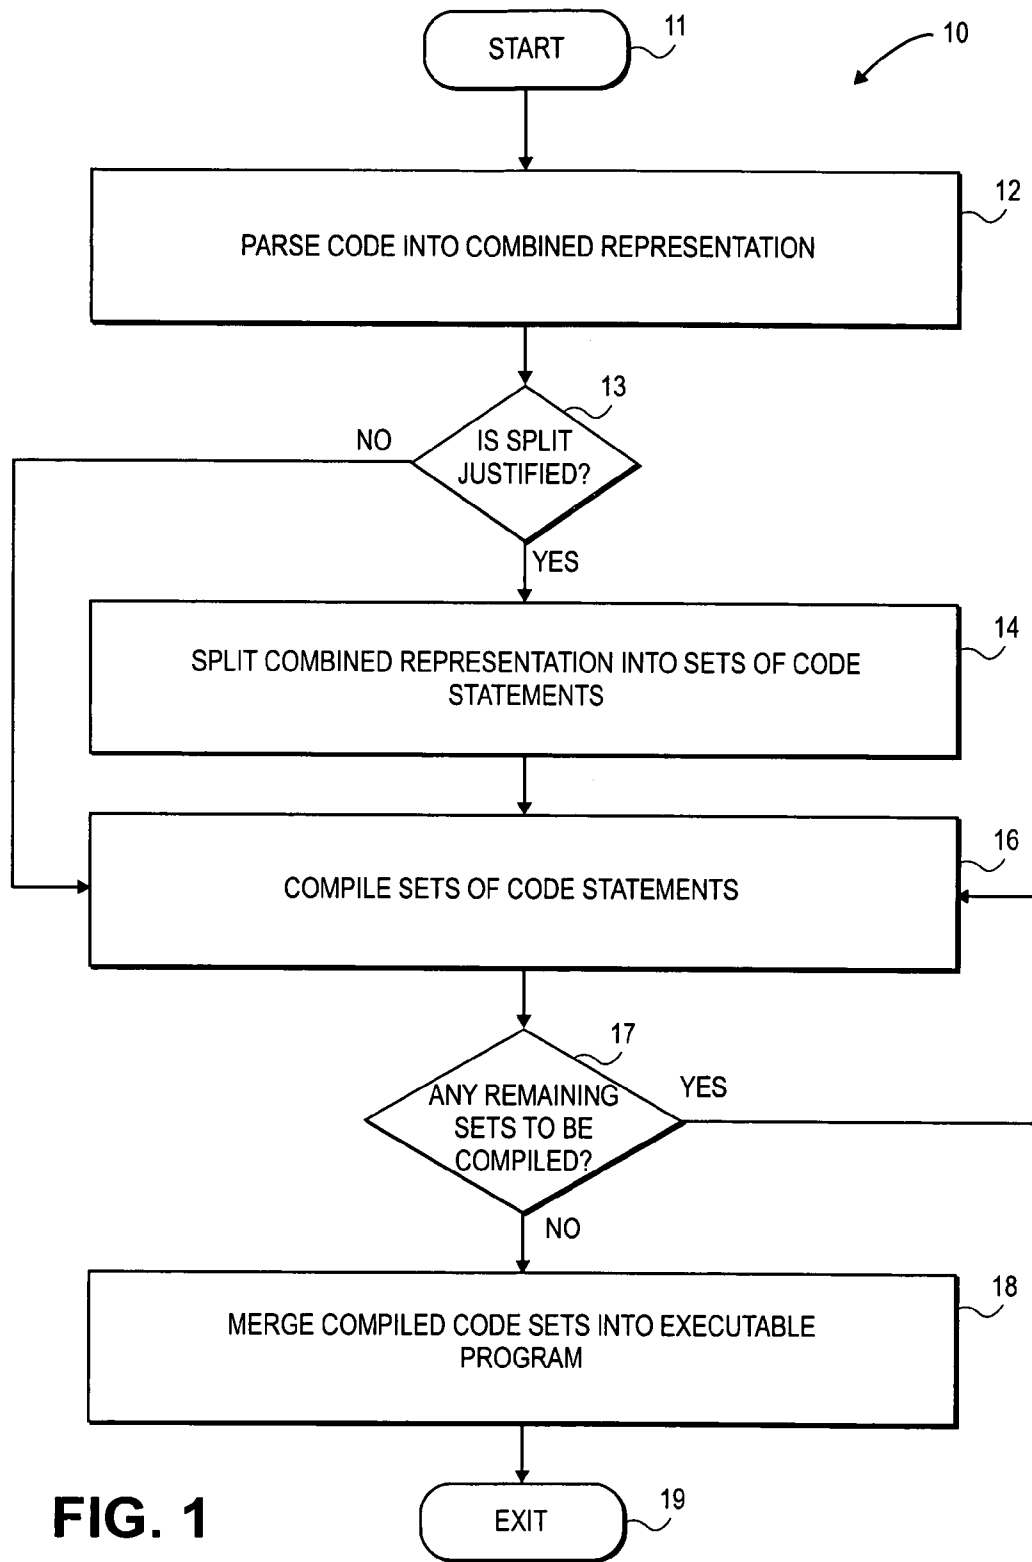 START
11
10
12
PARSE CODE INTO COMBINED REPRESENTATION
13
NO
IS SPLIT
JUSTIFIED?
YES
14
SPLIT COMBINED REPRESENTATION INTO SETS OF CODE
STATEMENTS
16
COMPILE SETS OF CODE STATEMENTS
17
YES
ANY REMAINING
SETS TO BE
COMPILED?
NO
18
MERGE COMPILED CODE SETS INTO EXECUTABLE
PROGRAM
FIG. 1
EXIT
19